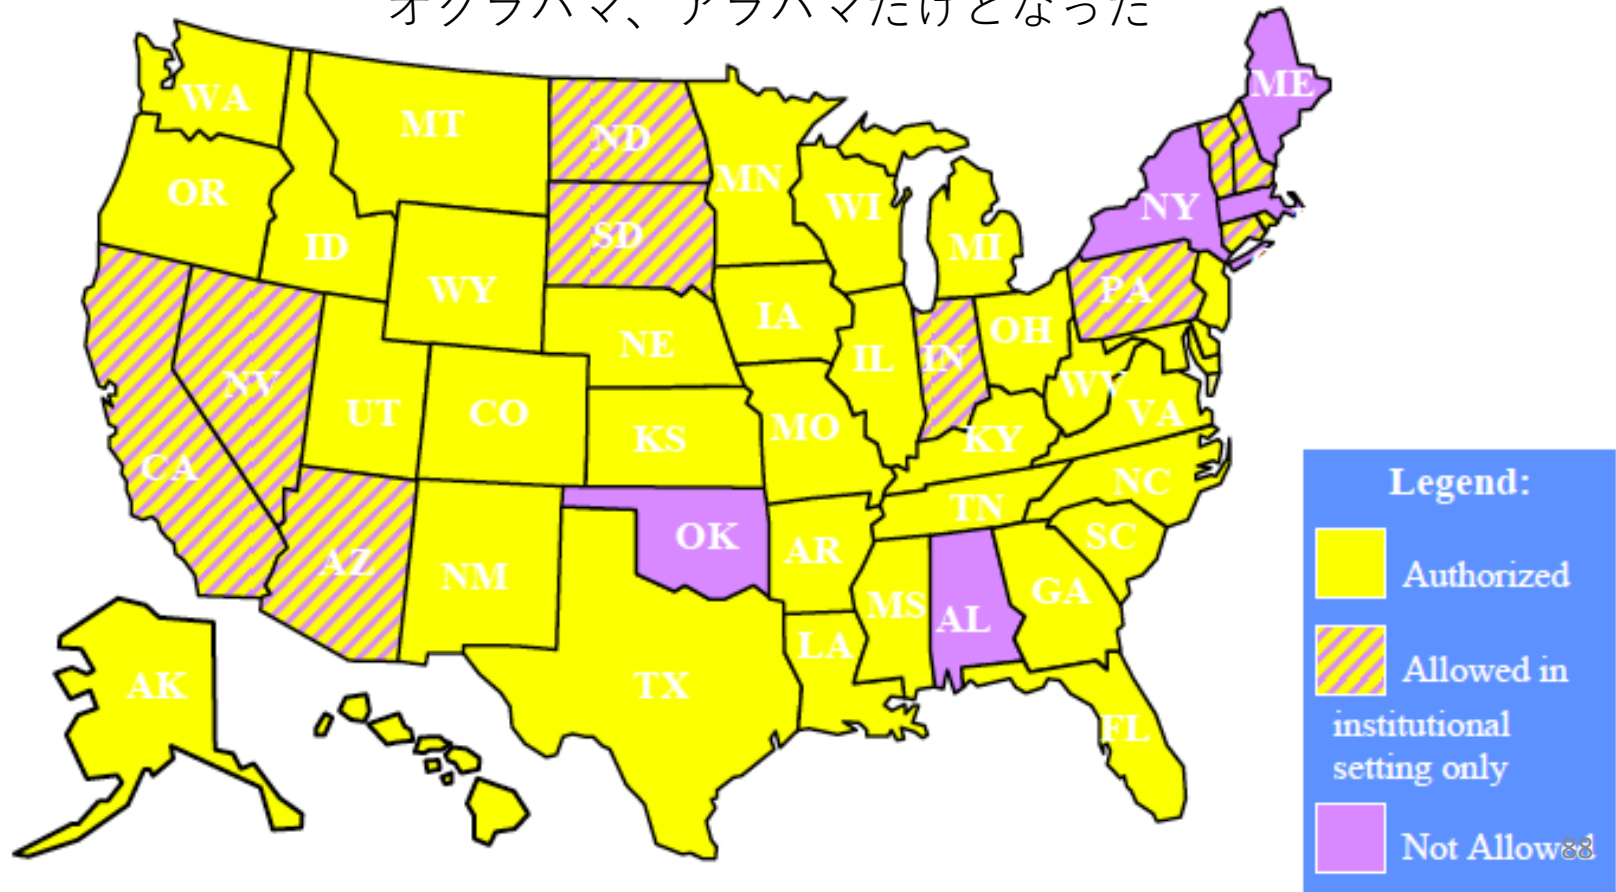 オクラハマ、アラバマだけとなった
WA
MT
ND
MN
ME
OR
ID
SD
WI
MI
NY
WY
NE
IA
PA
NV
UT
CO
KS
MO
IL
IN
OH
WV
VA
KY
CA
AZ
NM
OK
AR
TN
NC
SC
MS
AL
GA
LA
TX
FL
AK
Legend:
Authorized
Allowed in
institutional
setting only
Not Allowed
88